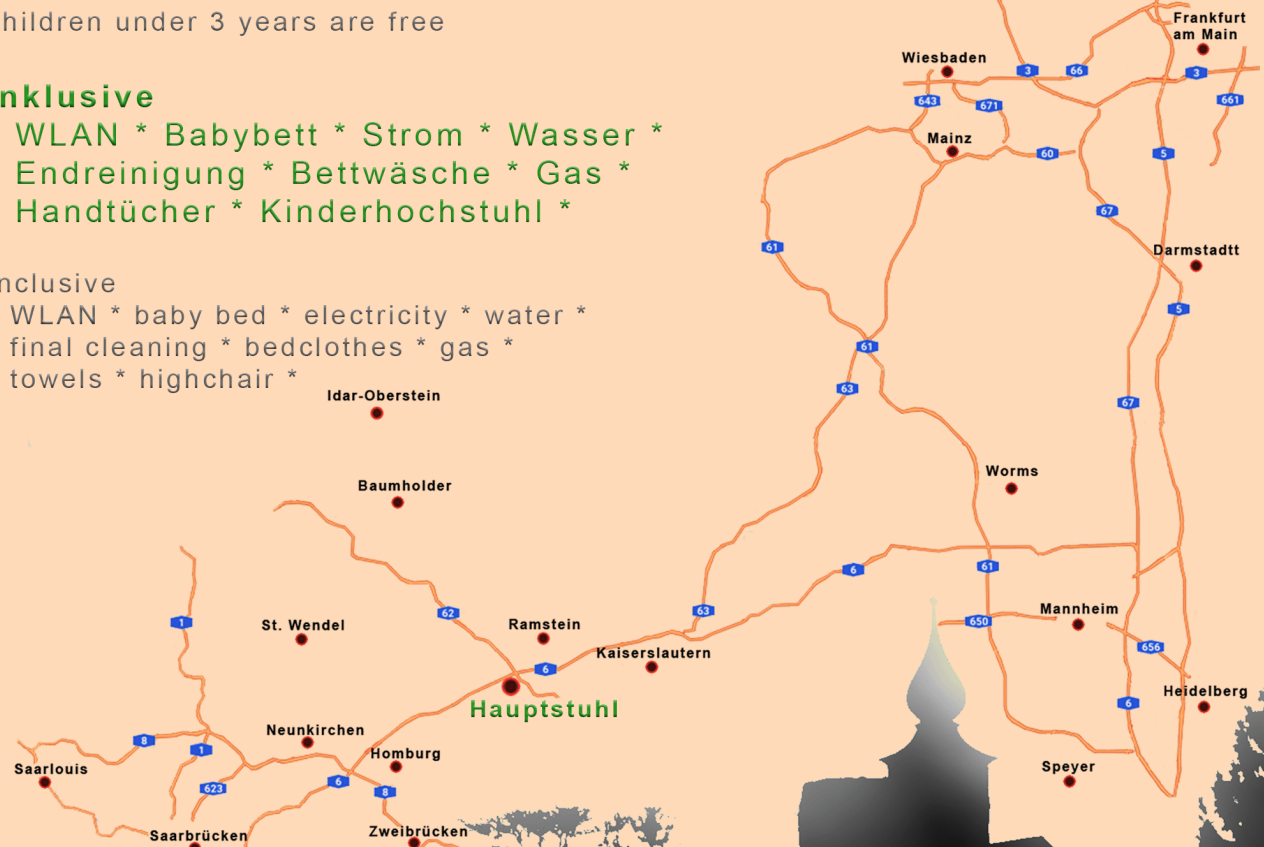 hildren under 3 years are free
nklusive
WLAN * Babybett * Strom * Wasser *
Endreinigung * Bettwäsche * Gas *
Handtücher * Kinderhochstuhl *
nclusive
WLAN * baby bed * electricity * water *
final cleaning * bedclothes * gas *
towels * highchair *
Frankfurt
am Main
Wiesbaden
3
66
3
643
671
661
Mainz
60
5
67
61
Darmstadtt
5
61
63
67
Idar-Oberstein
Worms
Baumholder
6
61
62
63
1
St. Wendel
Ramstein
Mannheim
650
Kaiserslautern
656
6
Hauptstuhl
Heidelberg
6
Neunkirchen
8
1
Homburg
Saarlouis
623
6
8
Speyer
Saarbrücken
Zweibrücken